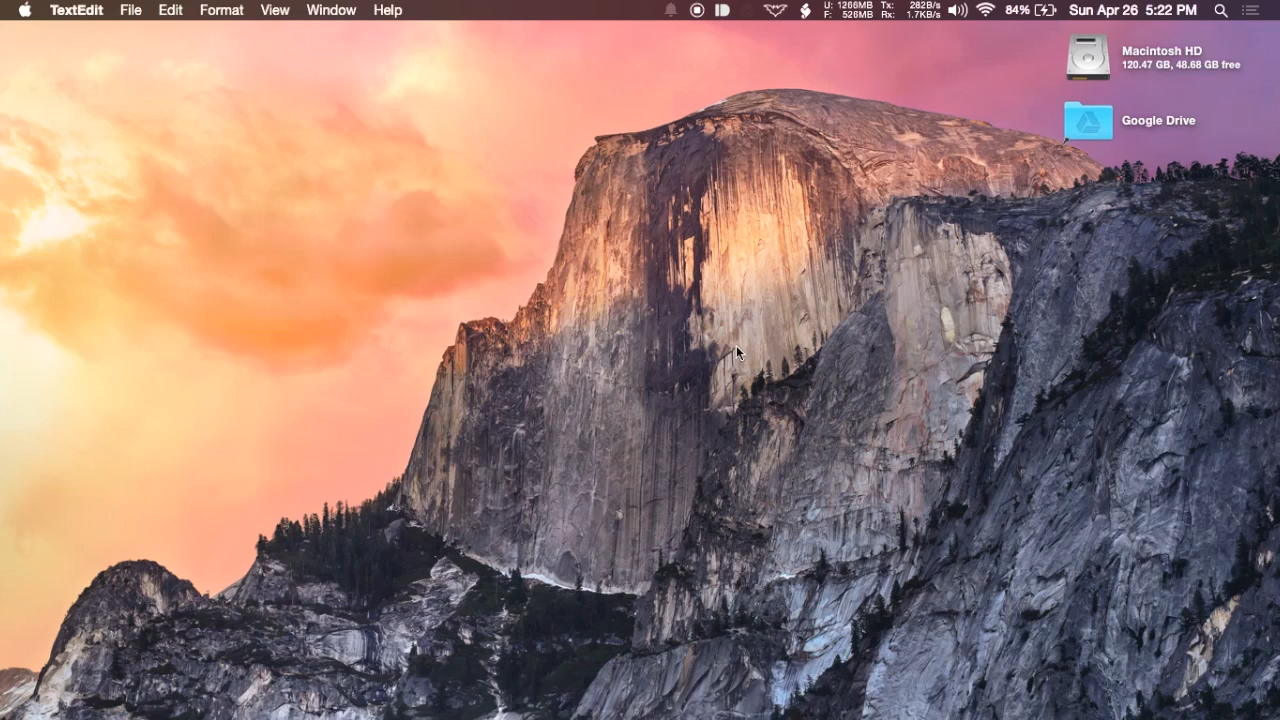 TextEdit File Edit Format View Window Help U: 1266MB Tx: 282B/s 84% Sun Apr 26 5:22 PM
F: 526MB Rx: 1.7KB/s
Macintosh HD
120.47 GB, 48.68 GB free
Google Drive